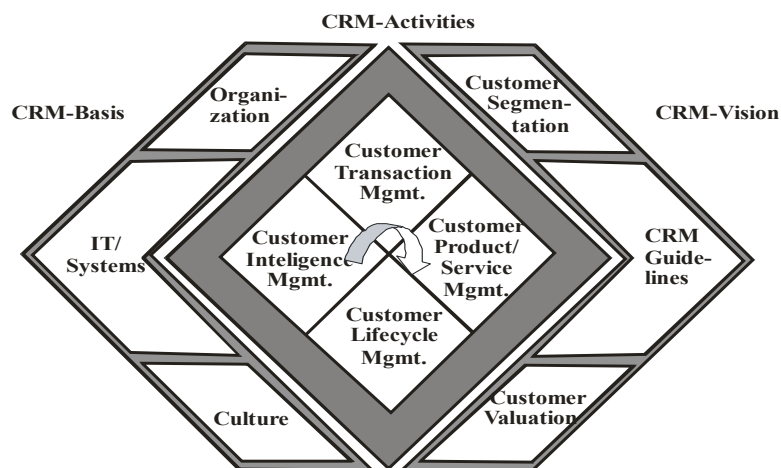 CRM-Activities
CRM-Basis
Organi-
zation
Customer
Segmen-
tation
CRM-Vision
Customer
Transaction
Mgmt.
IT/
Systems
Customer
Inteligence
Mgmt.
Customer
Product/
Service
Mgmt.
CRM
Guide-
lines
Customer
Lifecycle
Mgmt.
Culture
Customer
Valuation